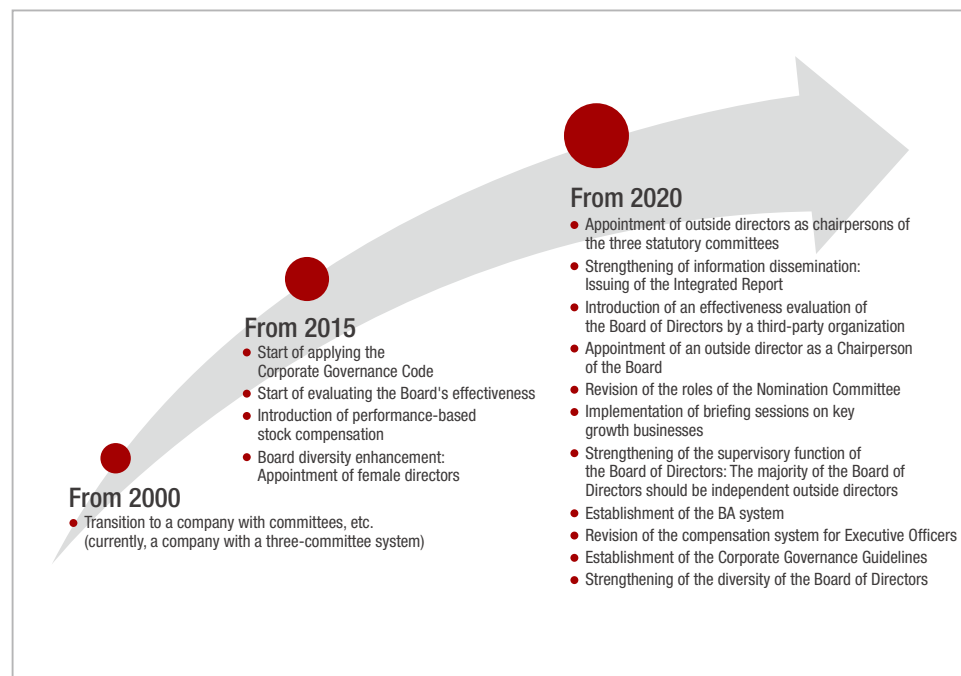 From 2000
• Transition to a company with committees, etc.
(currently, a company with a three-committee system)
From 2015
• Start of applying the
Corporate Governance Code
• Start of evaluating the Board's effectiveness
• Introduction of performance-based
stock compensation
• Board diversity enhancement:
Appointment of female directors
From 2020
• Appointment of outside directors as chairpersons of
the three statutory committees
• Strengthening of information dissemination:
Issuing of the Integrated Report
• Introduction of an effectiveness evaluation of
the Board of Directors by a third-party organization
• Appointment of an outside director as a Chairperson
of the Board
• Revision of the roles of the Nomination Committee
• Implementation of briefing sessions on key
growth businesses
• Strengthening of the supervisory function of
the Board of Directors: The majority of the Board of
Directors should be independent outside directors
• Establishment of the BA system
• Revision of the compensation system for Executive Officers
• Establishment of the Corporate Governance Guidelines
• Strengthening of the diversity of the Board of Directors